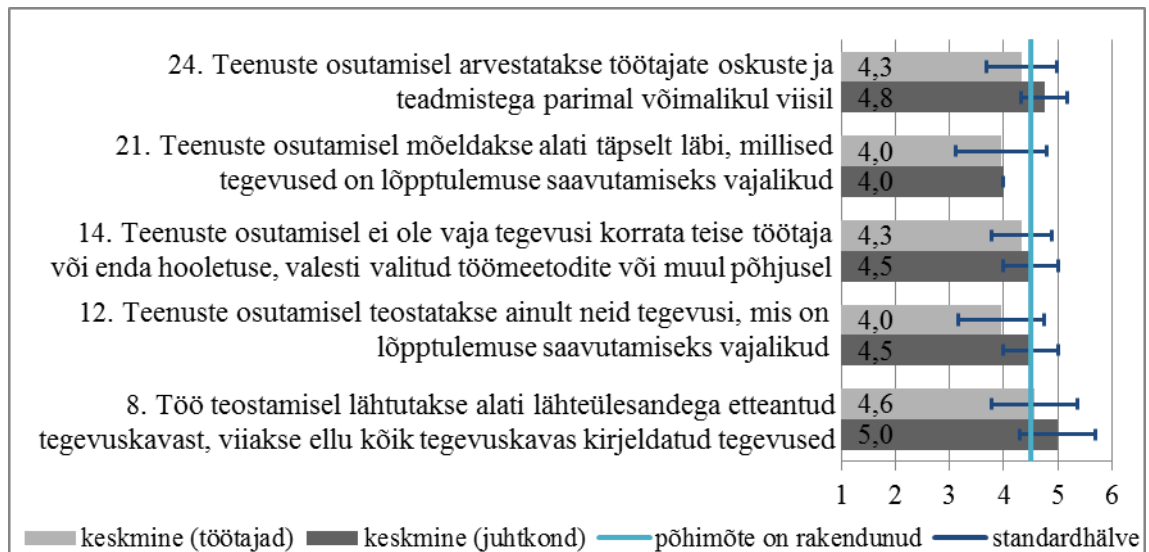 24. Teenuste osutamisel arvestatakse töötajate oskuste ja
teadmistega parimal võimalikul viisil
4,3
4,8
21. Teenuste osutamisel mõeldakse alati täpselt läbi, millised
tegevused on lõpptulemuse saavutamiseks vajalikud
4,0
4,0
14. Teenuste osutamisel ei ole vaja tegevusi korrata teise töötaja
või enda hooletuse, valesti valitud töömeetodite või muul põhjusel
4,3
4,5
12. Teenuste osutamisel teostatakse ainult neid tegevusi, mis on
lõpptulemuse saavutamiseks vajalikud
4,0
4,5
8. Töö teostamisel lähtutakse alati lähteülesandega etteantud
tegevuskavast, viiakse ellu kõik tegevuskavas kirjeldatud tegevused
4,6
5,0
1 2 3 4 5 6
keskmine (töötajad) keskmine (juhtkond) põhimõte on rakendunud standardhälve